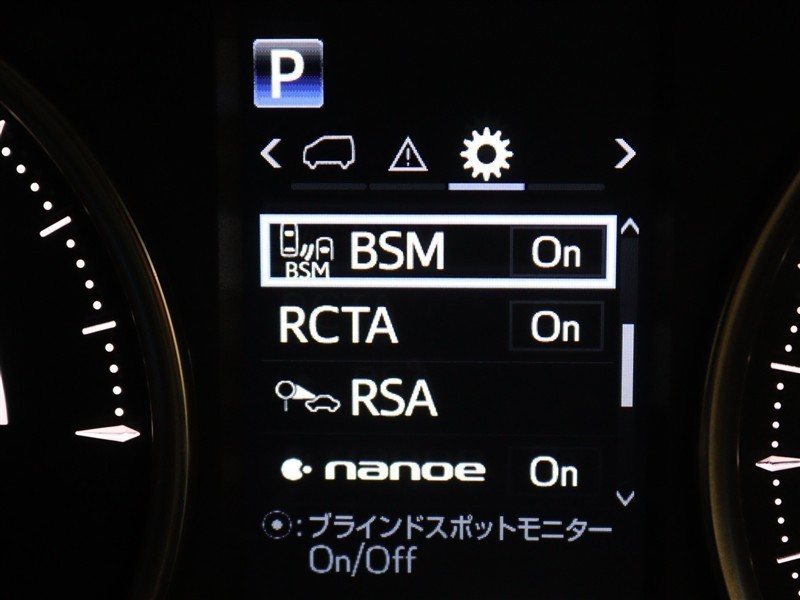 P
BSM BSM On
RCTA On
RSA
nanoe On
:ブラインドスポットモニター
On/Off